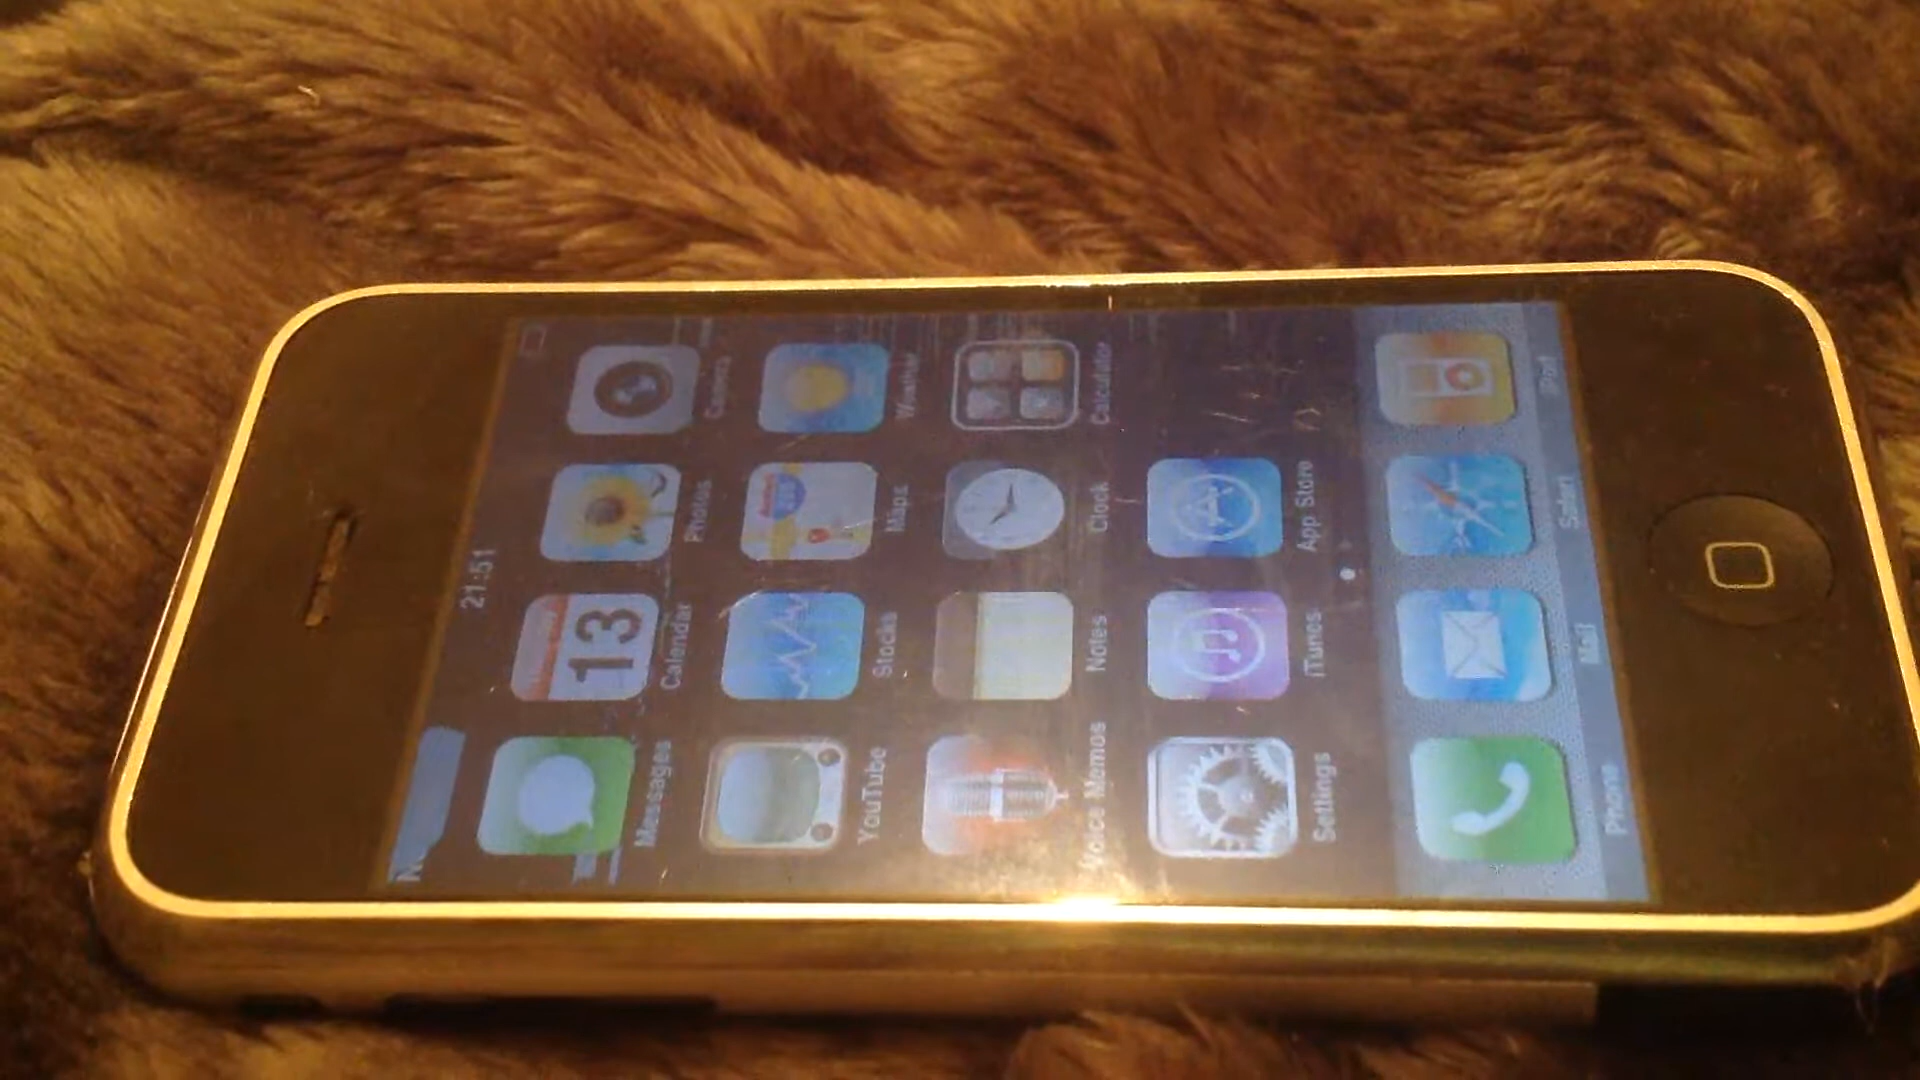 21:51
Messages Calendar Photos Camera
YouTube Stocks Maps Weather
Voice Memos Notes Clock Calculator
Settings iTunes App Store
Phone Mail Safari iPod
13